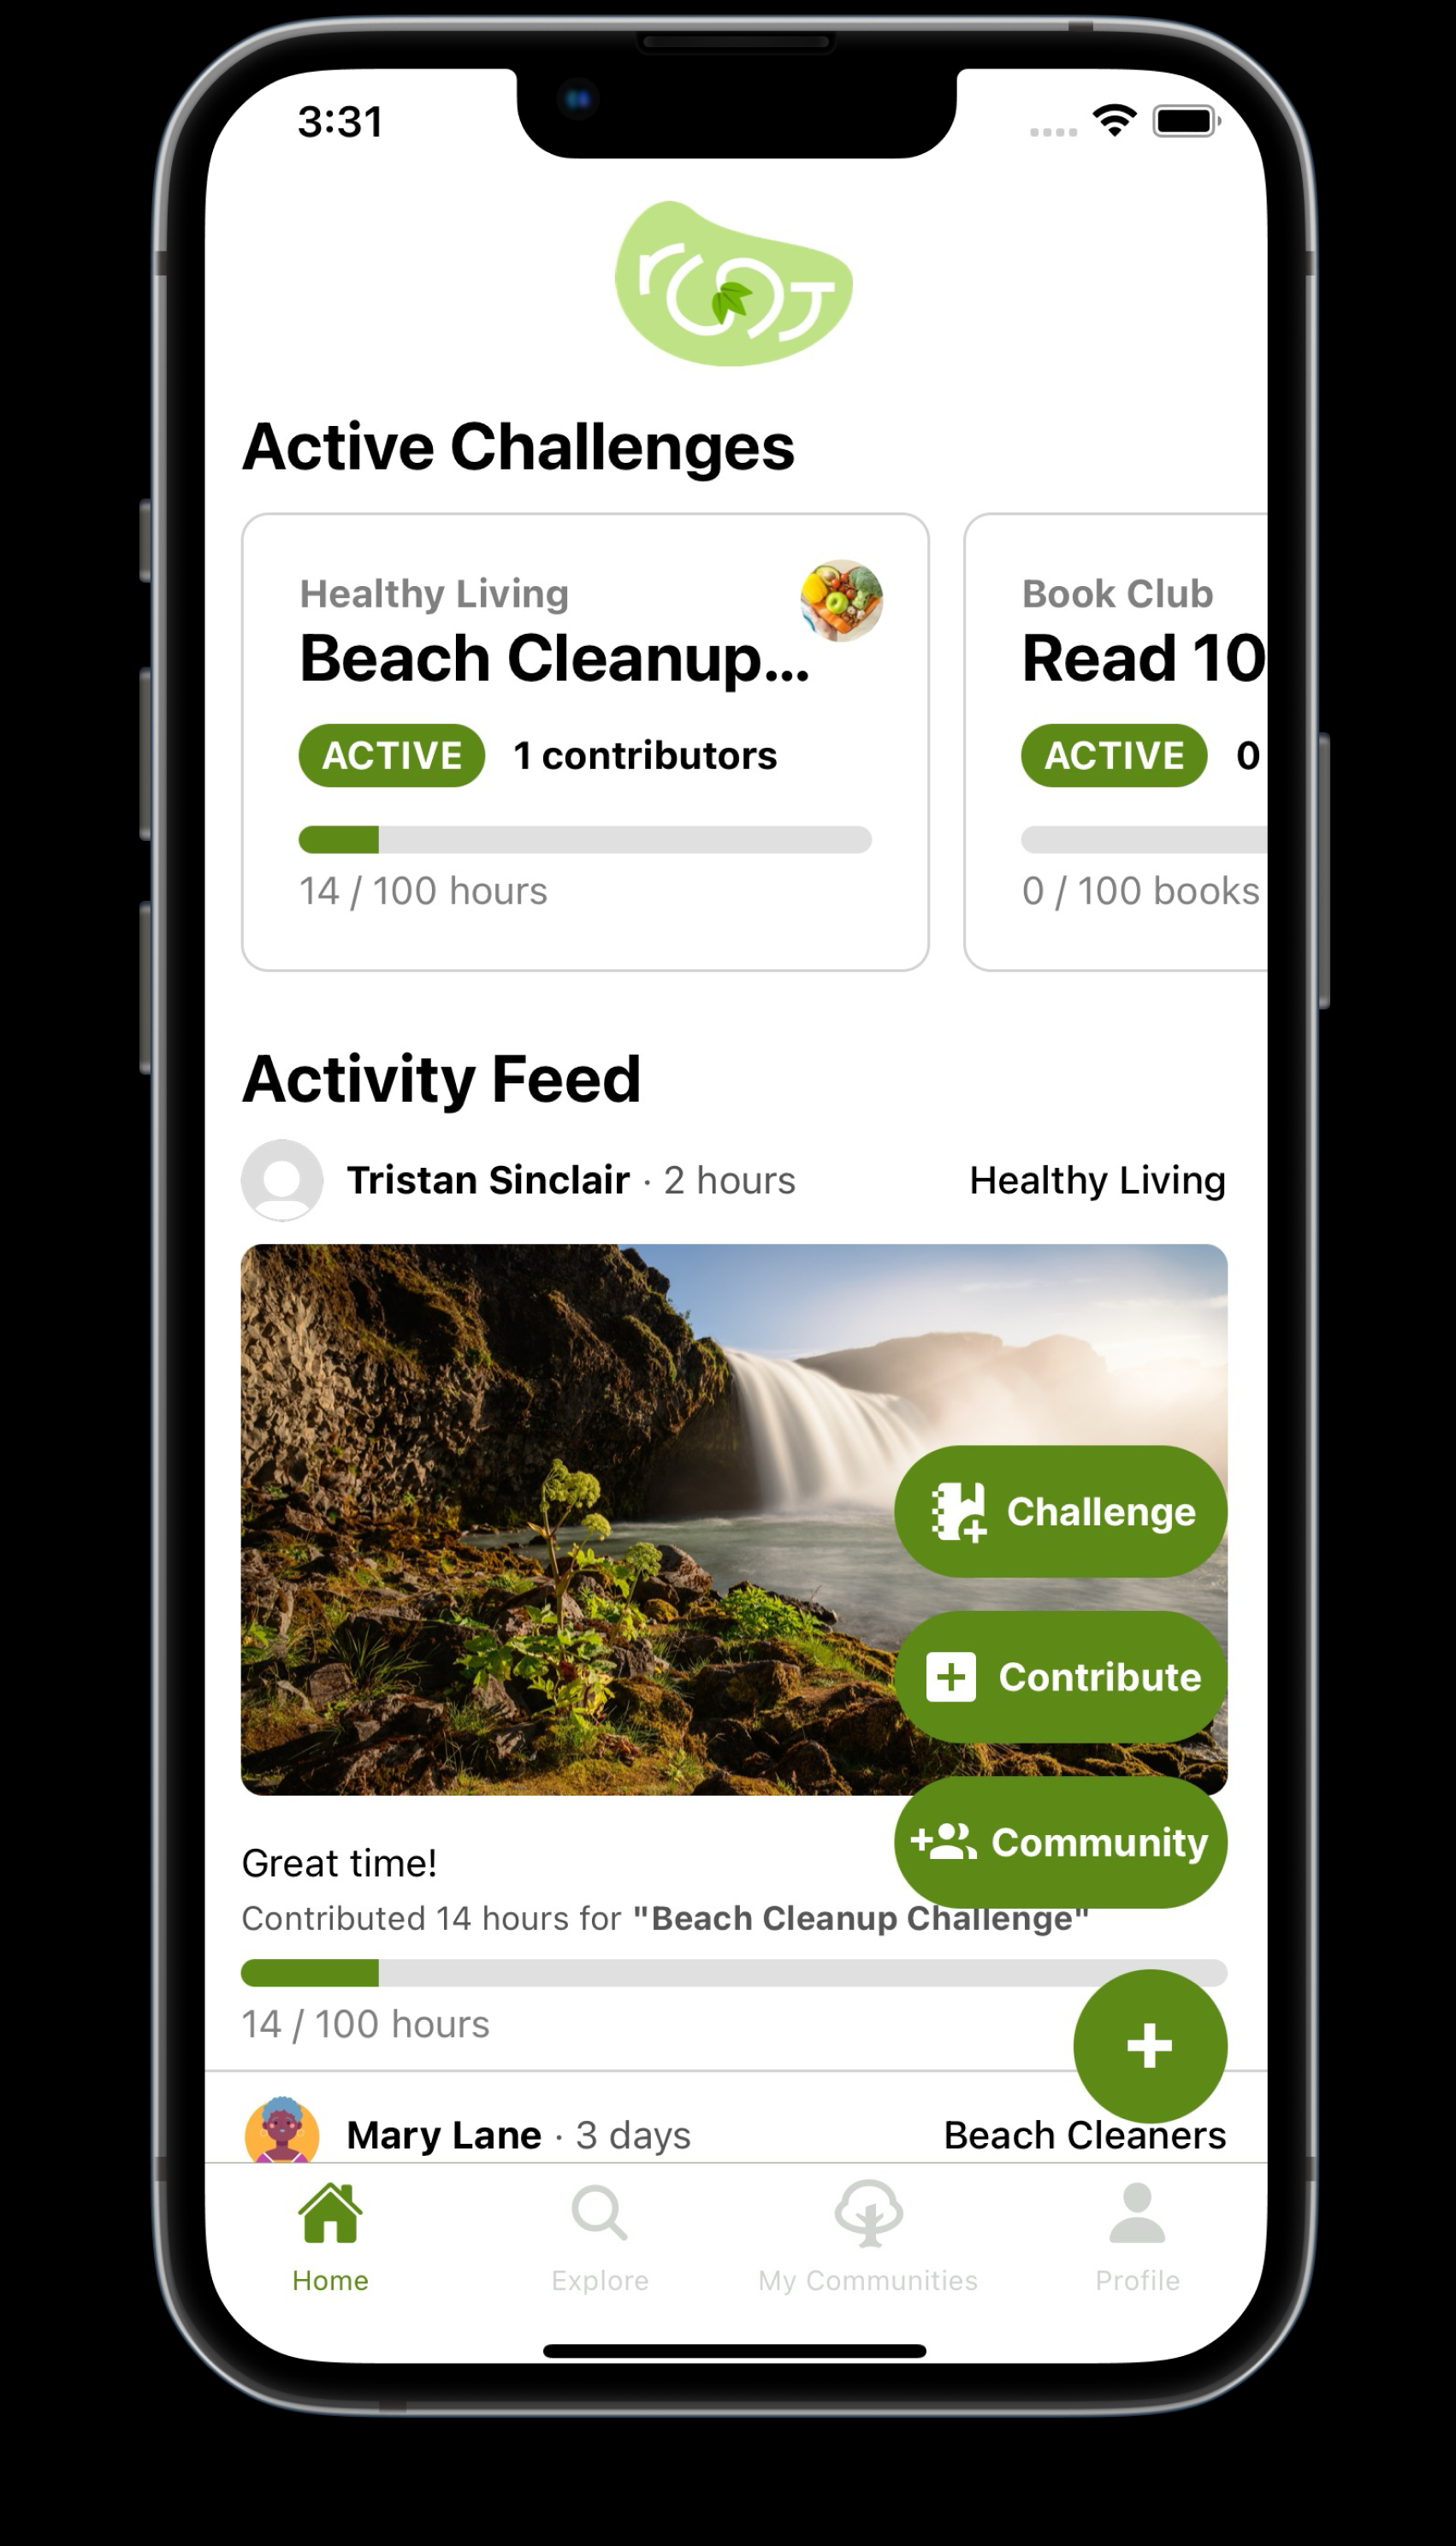 3:31
root
Active Challenges
Healthy Living
Beach Cleanup...
ACTIVE 1 contributors
14 / 100 hours
Book Club
Read 10
ACTIVE 0
0 / 100 books
Activity Feed
Tristan Sinclair · 2 hours Healthy Living
Challenge
Contribute
Community
Great time!
Contributed 14 hours for "Beach Cleanup Challenge"
14 / 100 hours
Mary Lane · 3 days Beach Cleaners
Home Explore My Communities Profile